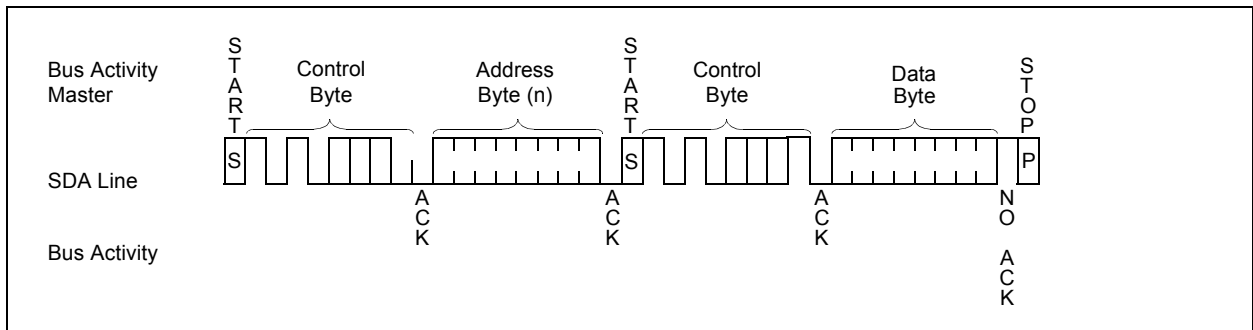 Bus Activity
Master
START
Control
Byte
Address
Byte (n)
START
Control
Byte
Data
Byte
STOP
SDA Line
S
S
P
Bus Activity
ACK
ACK
ACK
NO ACK